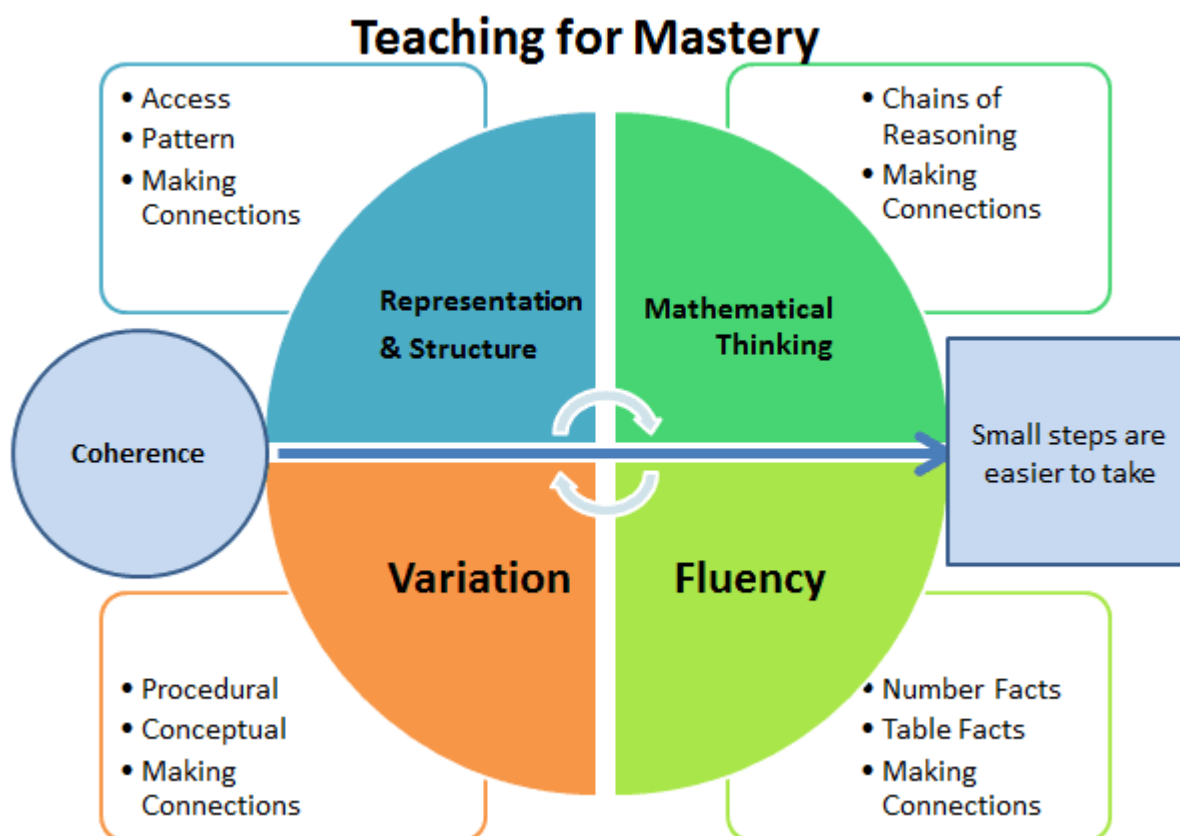 Teaching for Mastery
• Access
• Pattern
• Making
Connections
• Chains of
Reasoning
• Making
Connections
Representation
& Structure
Mathematical
Thinking
Coherence
Small steps are
easier to take
Variation
Fluency
• Procedural
• Conceptual
• Making
Connections
• Number Facts
• Table Facts
• Making
Connections